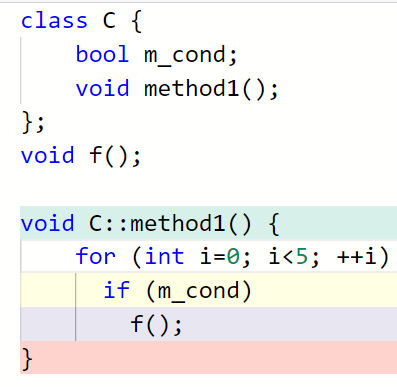 class C {
    bool m_cond;
    void method1();
};
void f();

void C::method1() {
    for (int i=0; i<5; ++i)
      if (m_cond)
        f();
}